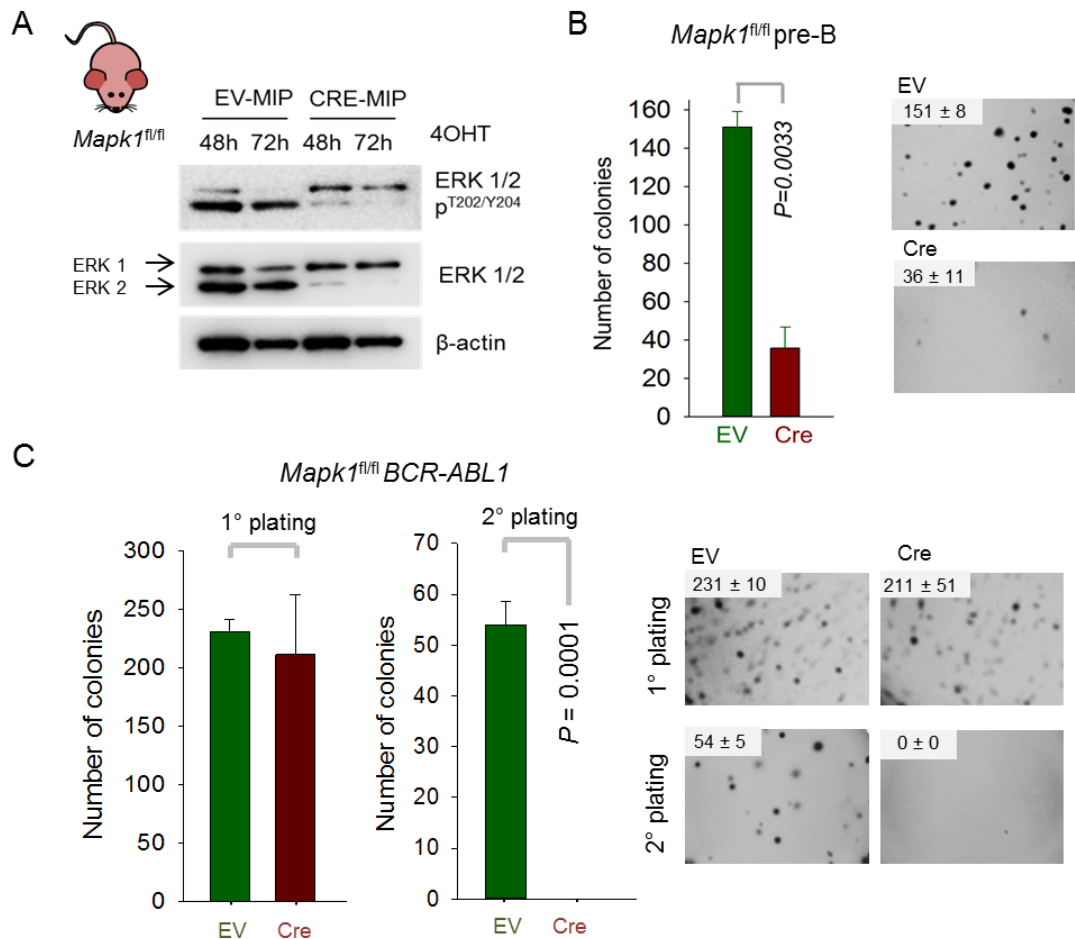 A
Mapk1fl/fl
EV-MIP CRE-MIP
48h 72h 48h 72h 4OHT
ERK 1/2
pT202/Y204
ERK 1
ERK 2
ERK 1/2
β-actin
B
Mapk1fl/fl pre-B
Number of colonies
160
140
120
100
80
60
40
20
0
P=0.0033
EV Cre
EV
151 ± 8
Cre
36 ± 11
C
Mapk1fl/fl BCR-ABL1
1° plating
Number of colonies
300
250
200
150
100
50
0
EV Cre
2° plating
Number of colonies
70
60
50
40
30
20
10
0
P = 0.0001
EV Cre
EV Cre
1° plating
231 ± 10 211 ± 51
2° plating
54 ± 5 0 ± 0